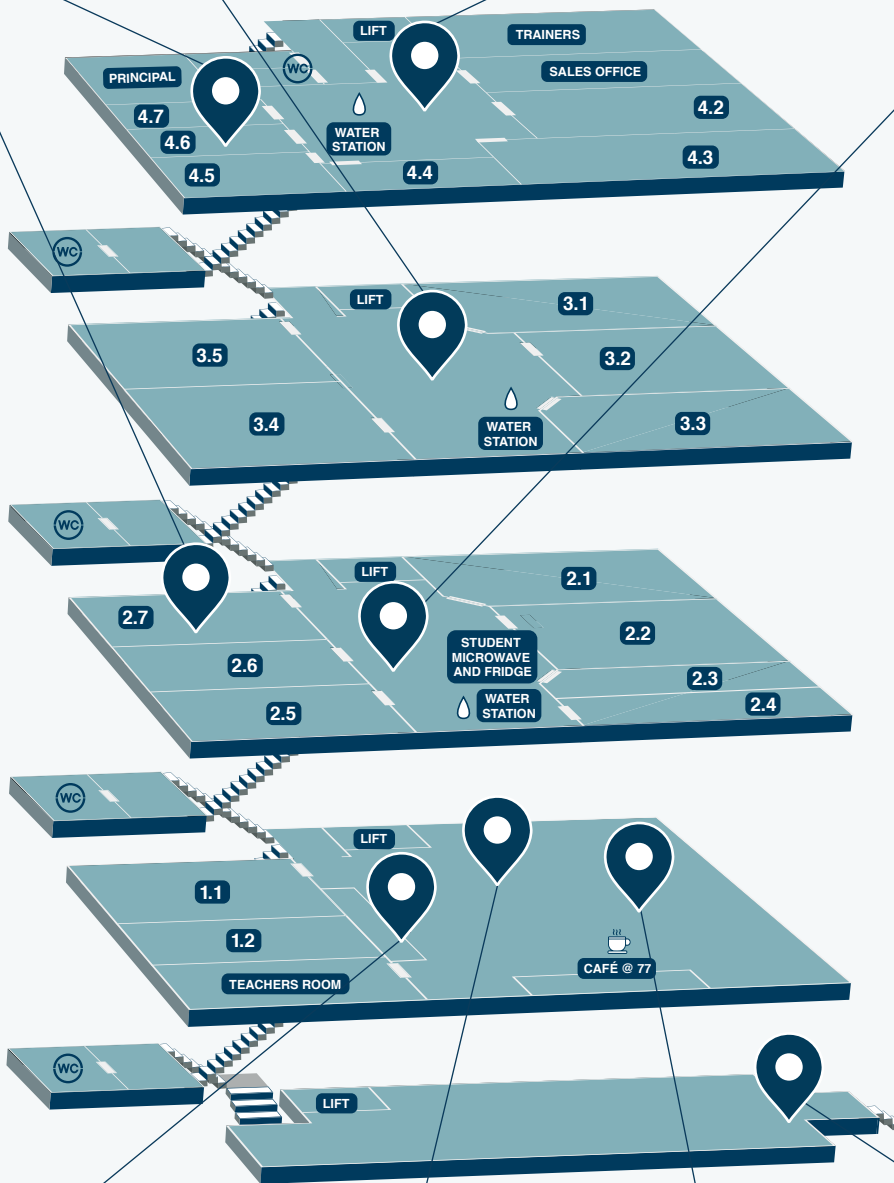 LIFT
TRAINERS
PRINCIPAL
WC
SALES OFFICE
4.7
4.2
4.6
WATER
STATION
4.5
4.4
4.3
WC
LIFT
3.1
3.5
3.2
3.4
WATER
STATION
3.3
WC
LIFT
2.1
2.7
2.2
STUDENT
MICROWAVE
AND FRIDGE
2.6
2.3
2.5
WATER
STATION
2.4
WC
LIFT
1.1
1.2
CAFÉ @ 77
TEACHERS ROOM
WC
LIFT